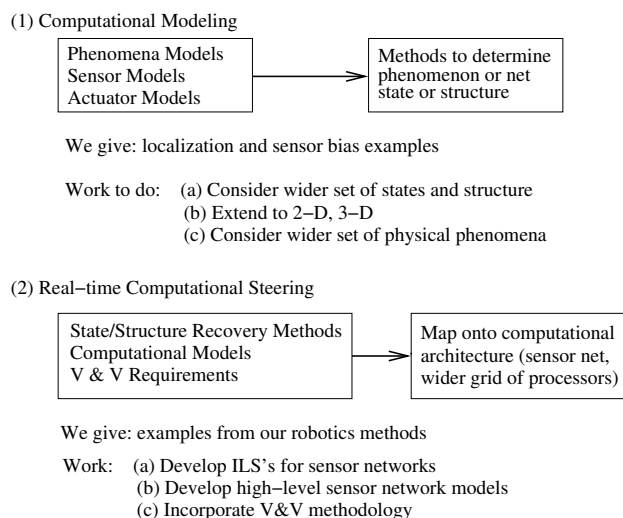 (1) Computational Modeling
Phenomena Models
Sensor Models
Actuator Models
Methods to determine
phenomenon or net
state or structure
We give: localization and sensor bias examples
Work to do: (a) Consider wider set of states and structure
(b) Extend to 2−D, 3−D
(c) Consider wider set of physical phenomena
(2) Real−time Computational Steering
State/Structure Recovery Methods
Computational Models
V & V Requirements
Map onto computational
architecture (sensor net,
wider grid of processors)
We give: examples from our robotics methods
Work: (a) Develop ILS's for sensor networks
(b) Develop high−level sensor network models
(c) Incorporate V&V methodology